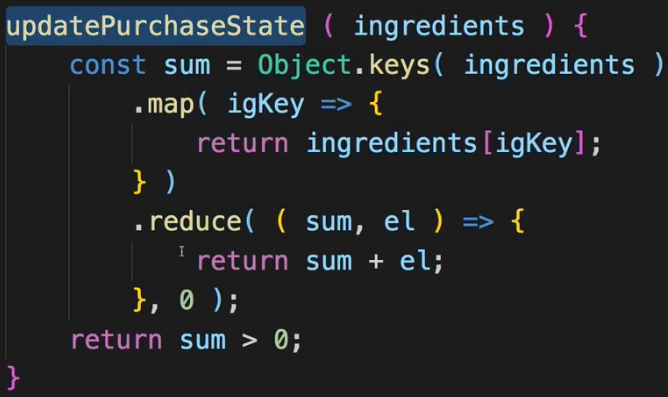 updatePurchaseState ( ingredients ) {
    const sum = Object.keys( ingredients )
        .map( igKey => {
            return ingredients[igKey];
        } )
        .reduce( ( sum, el ) => {
            return sum + el;
        }, 0 );
    return sum > 0;
}